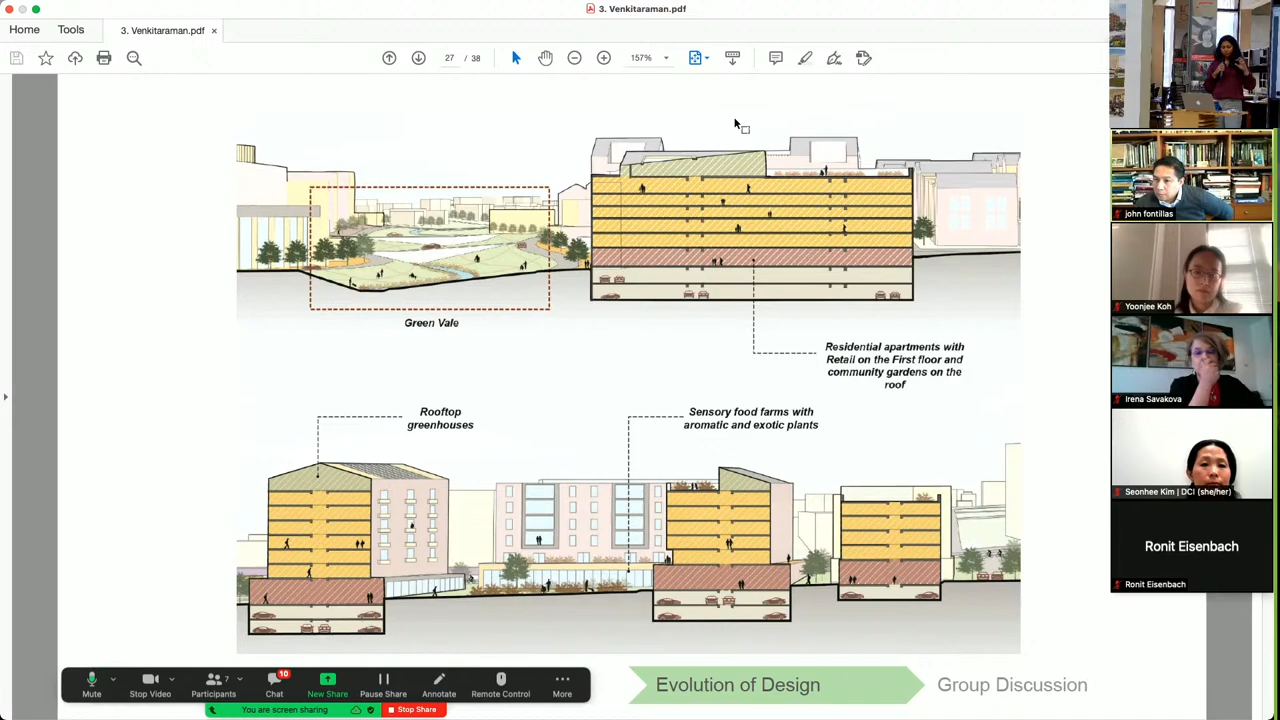 3. Venkitaraman.pdf
Home
Tools
3. Venkitaraman.pdf ×
27 / 38
157%
Green Vale
Residential apartments with
Retail on the First floor and
community gardens on the
roof
Rooftop
greenhouses
Sensory food farms with
aromatic and exotic plants
john fontillas
Yoonjee Koh
Irena Savakova
Seonhee Kim | DCI (she/her)
Ronit Eisenbach
Ronit Eisenbach
Mute
Stop Video
7
Participants
10
Chat
New Share
Pause Share
Annotate
Remote Control
More
You are screen sharing
Stop Share
Evolution of Design
Group Discussion